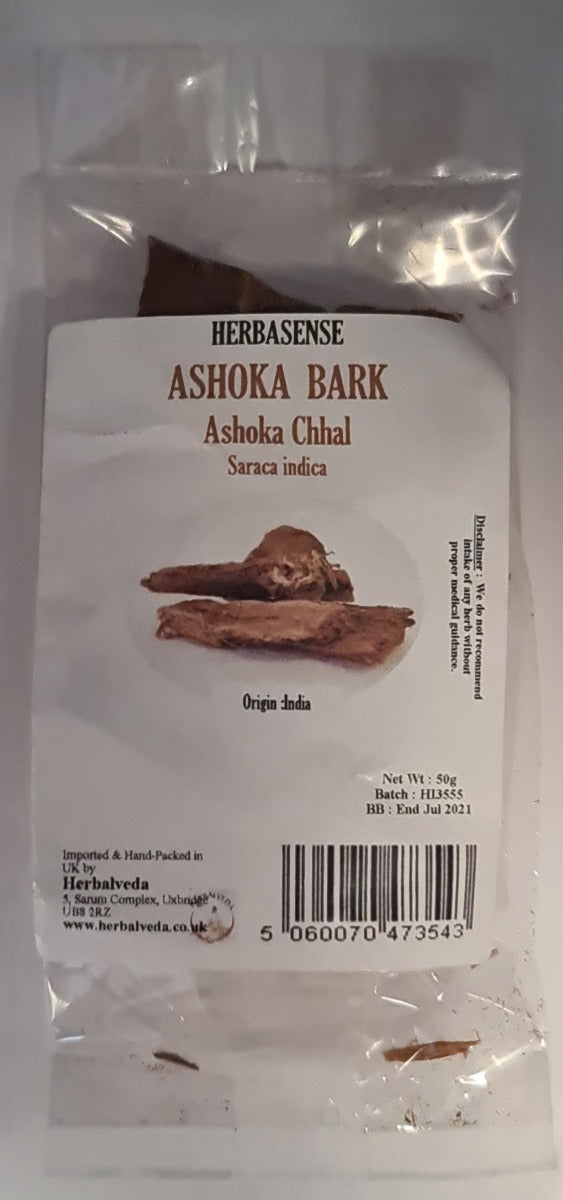 HERBASENSE
ASHOKA BARK
Ashoka Chhal
Saraca indica
Disclaimer : We do not recommend
intake of any herb without
proper medical guidance.
Origin :India
Net Wt : 50g
Batch : HI3555
BB : End Jul 2021
Imported & Hand-Packed in
UK by
Herbalveda
5, Sarum Complex, Uxbridge
UB8 2RZ
www.herbalveda.co.uk
5 060070 473543